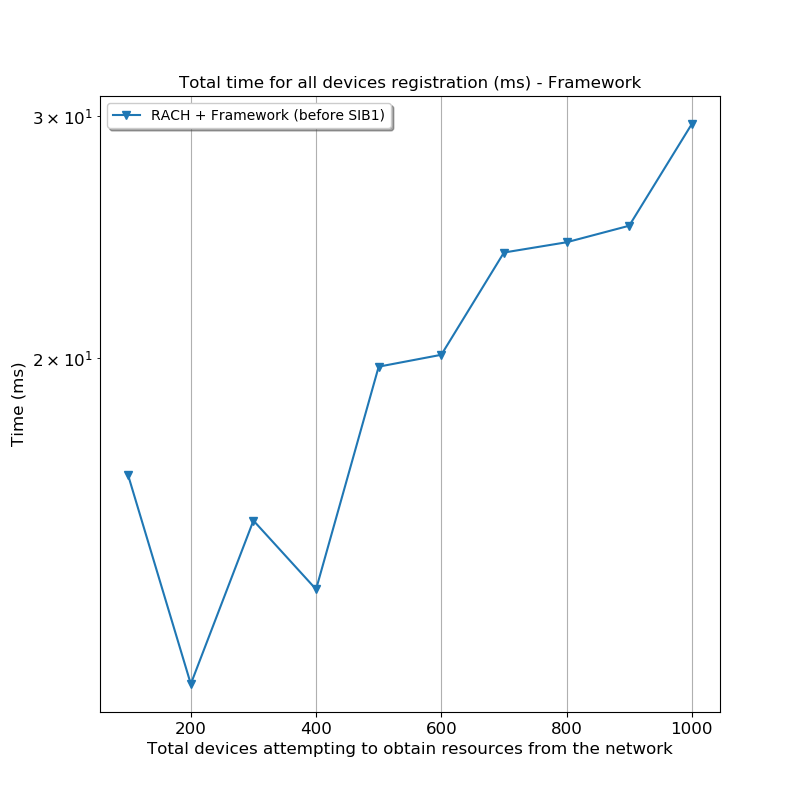 Total time for all devices registration (ms) - Framework
RACH + Framework (before SIB1)
3 × 10¹
2 × 10¹
Time (ms)
200 400 600 800 1000
Total devices attempting to obtain resources from the network